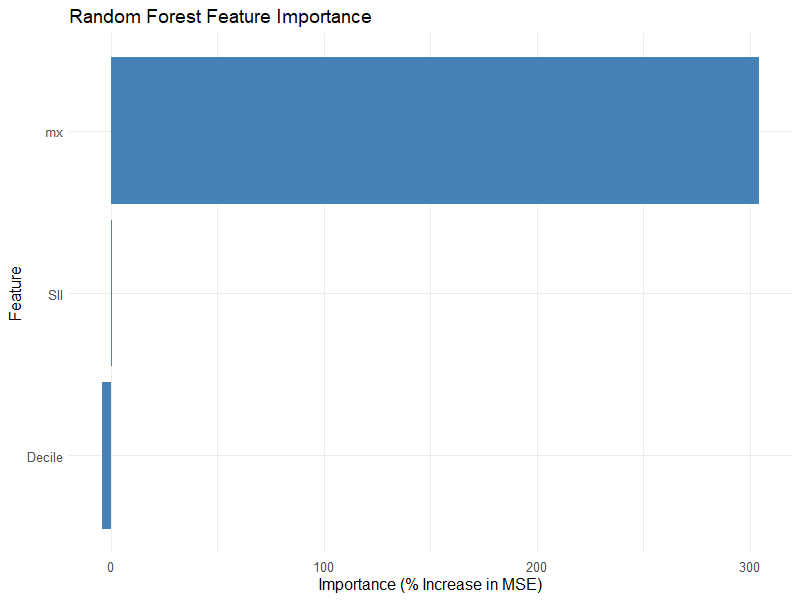 Random Forest Feature Importance
mx
SII
Decile
Feature
0 100 200 300
Importance (% Increase in MSE)